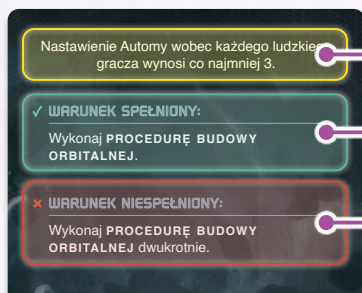 Nastawienie Automy wobec każdego ludzkiego
gracza wynosi co najmniej 3.
WARUNEK SPEŁNIONY:
Wykonaj PROCEDURĘ BUDOWY
ORBITALNEJ.
WARUNEK NIESPEŁNIONY:
Wykonaj PROCEDURĘ BUDOWY
ORBITALNEJ dwukrotnie.